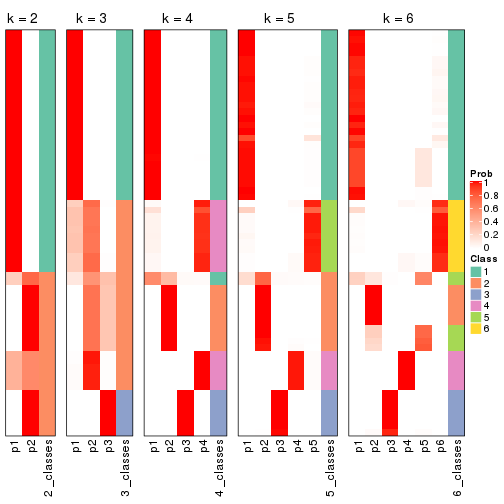 k = 2
k = 3
k = 4
k = 5
k = 6
p1
p2
2_classes
p1
p2
p3
3_classes
p1
p2
p3
p4
4_classes
p1
p2
p3
p4
p5
5_classes
p1
p2
p3
p4
p5
p6
6_classes
Prob
1
0.8
0.6
0.4
0.2
0
Class
1
2
3
4
5
6